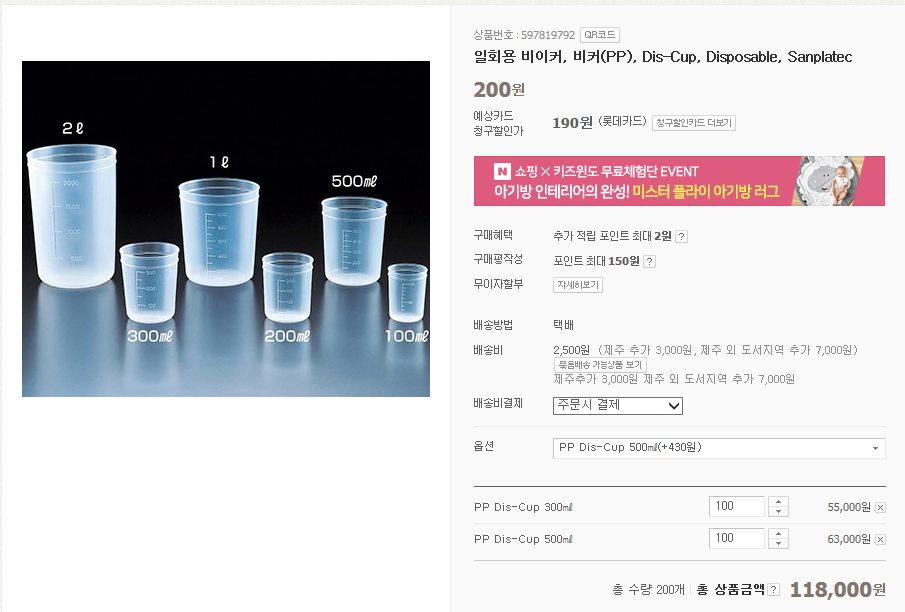 2ℓ
1ℓ
500㎖
300㎖
200㎖
100㎖
상품번호 : 597819792 QR코드
일회용 비이커, 비커(PP), Dis-Cup, Disposable, Sanplatec
200원
예상카드
청구할인가
190원 (롯데카드) 청구할인카드 더보기
N 쇼핑 × 키즈윈도 무료체험단 EVENT
아기방 인테리어의 완성! 미스터 플라이 아기방 러그
구매혜택 추가 적립 포인트 최대 2원 ?
구매평작성 포인트 최대 150원 ?
무이자할부 자세히보기
배송방법 택배
배송비 2,500원 (제주 추가 3,000원, 제주 외 도서지역 추가 7,000원)
묶음배송 가능상품 보기
제주추가 3,000원 제주 외 도서지역 추가 7,000원
배송비결제 주문시 결제
옵션 PP Dis-Cup 500㎖(+430원)
PP Dis-Cup 300㎖ 100 55,000원
PP Dis-Cup 500㎖ 100 63,000원
총 수량 200개 총 상품금액 ? 118,000원